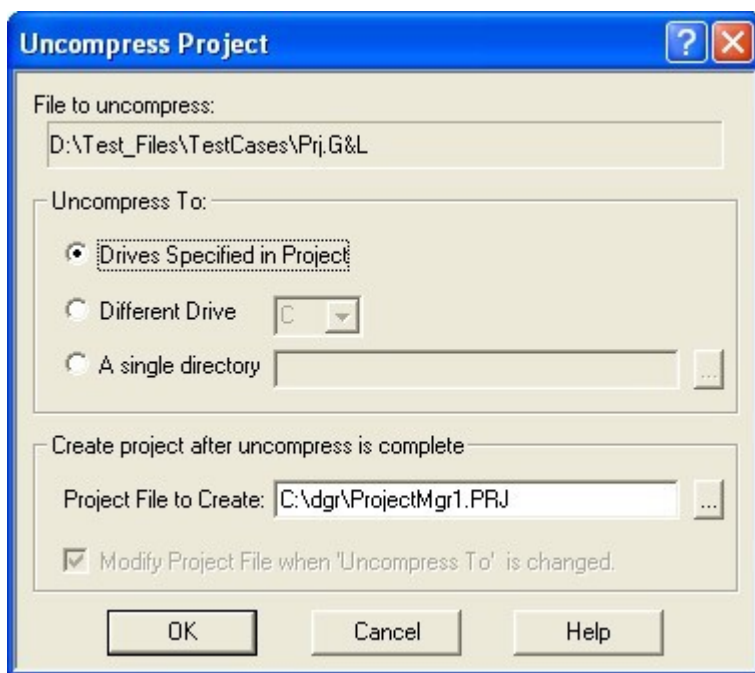 Uncompress Project
File to uncompress:
D:\Test_Files\TestCases\Prj.G&L
Uncompress To:
Drives Specified in Project
Different Drive C
A single directory ...
Create project after uncompress is complete
Project File to Create: C:\dgr\ProjectMgr1.PRJ ...
Modify Project File when 'Uncompress To' is changed.
OK Cancel Help